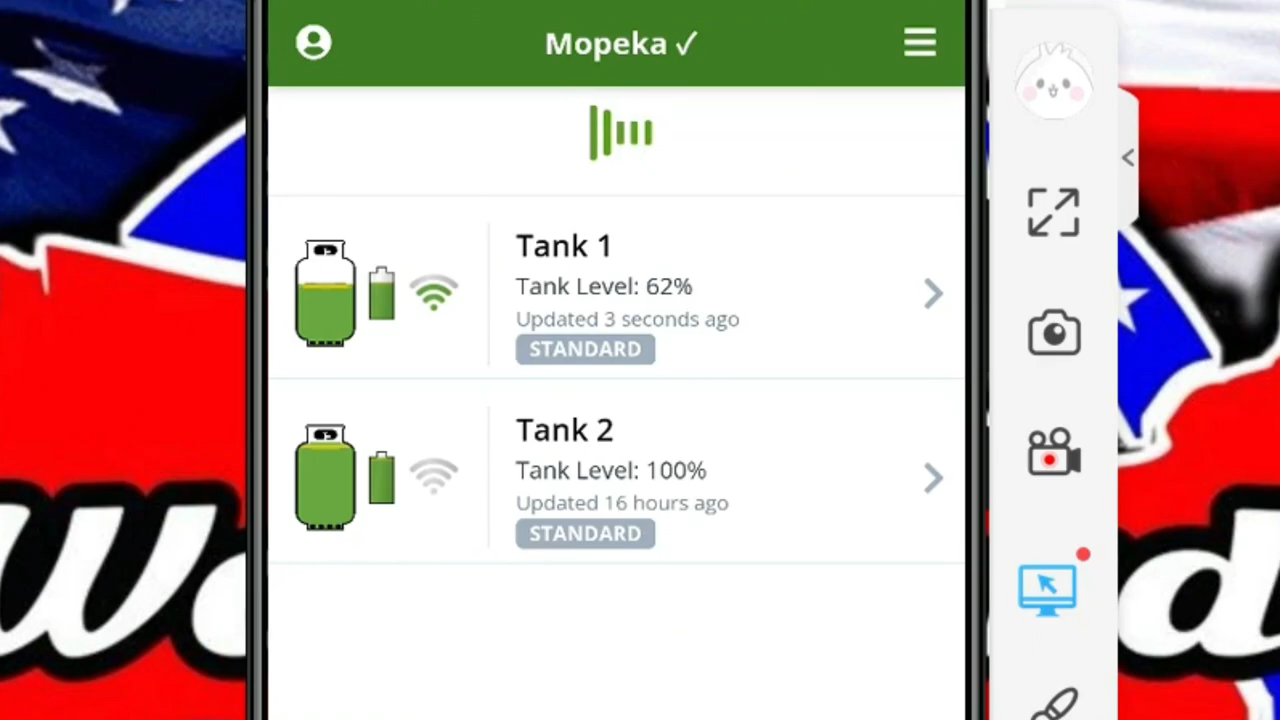 Mopeka ✓
Tank 1
Tank Level: 62%
Updated 3 seconds ago
STANDARD
Tank 2
Tank Level: 100%
Updated 16 hours ago
STANDARD